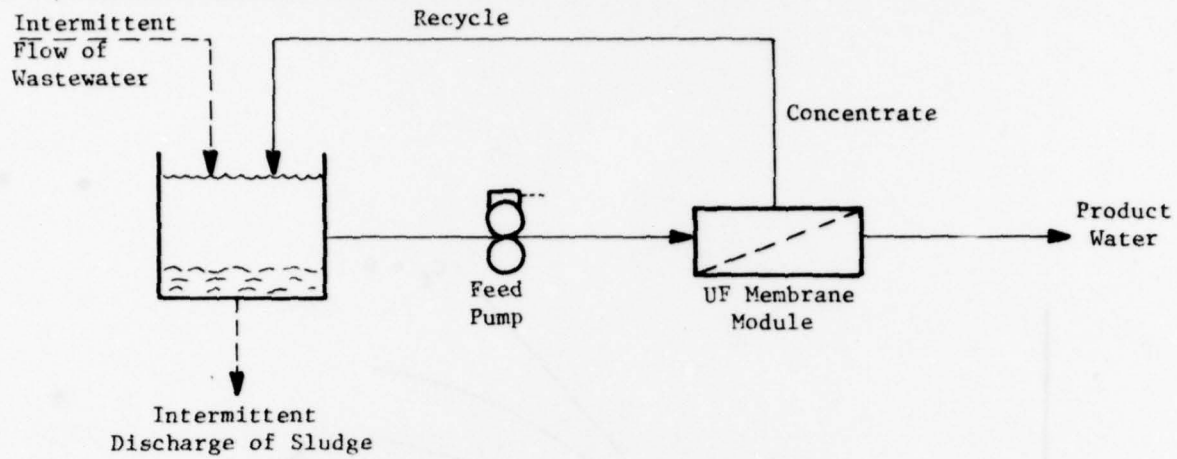 Intermittent
Flow of
Wastewater
Recycle
Concentrate
Product
Water
Feed
Pump
UF Membrane
Module
Intermittent
Discharge of Sludge